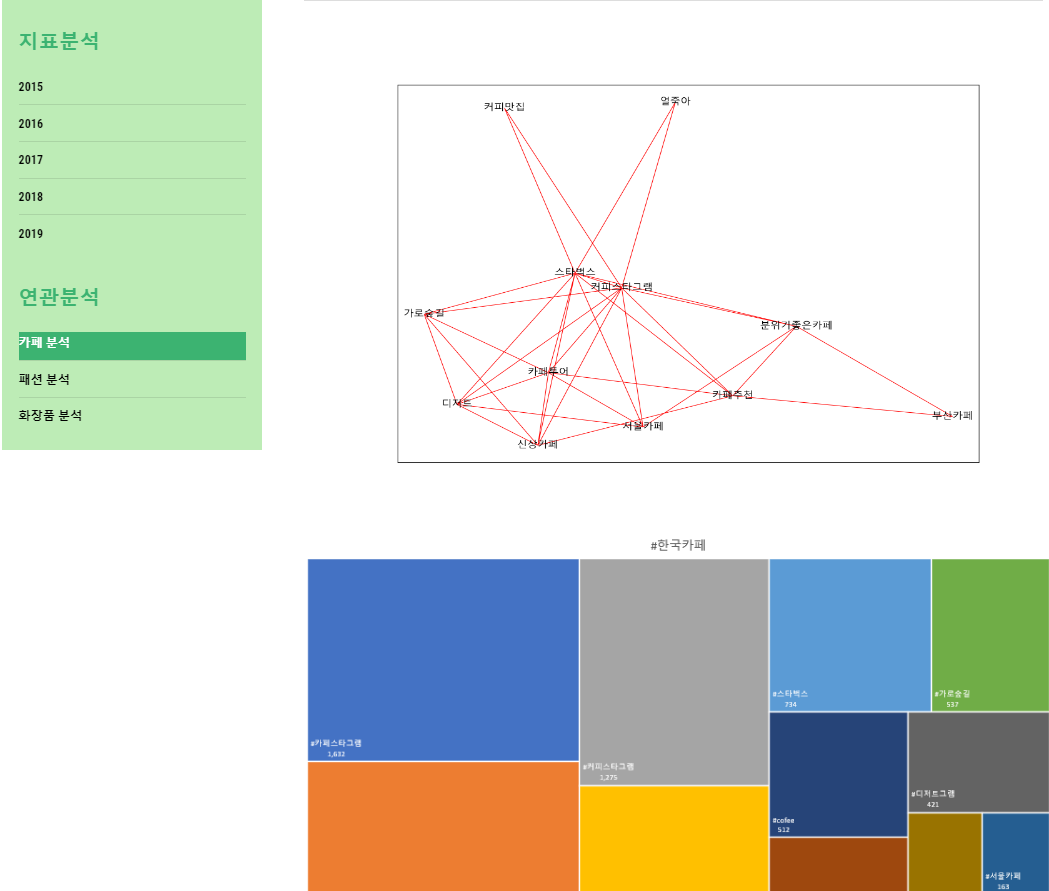 지표분석
2015
2016
2017
2018
2019
연관분석
카페 분석
패션 분석
화장품 분석
커피맛집
얼죽아
스타벅스
커피스타그램
가로숲길
분위기좋은카페
카페투어
카페추천
디저트
부산카페
서울카페
신상카페
#한국카페
#카페스타그램
1,632
#커피스타그램
1,275
#스타벅스
734
#가로숲길
537
#cofee
512
#디저트그램
421
#서울카페
163